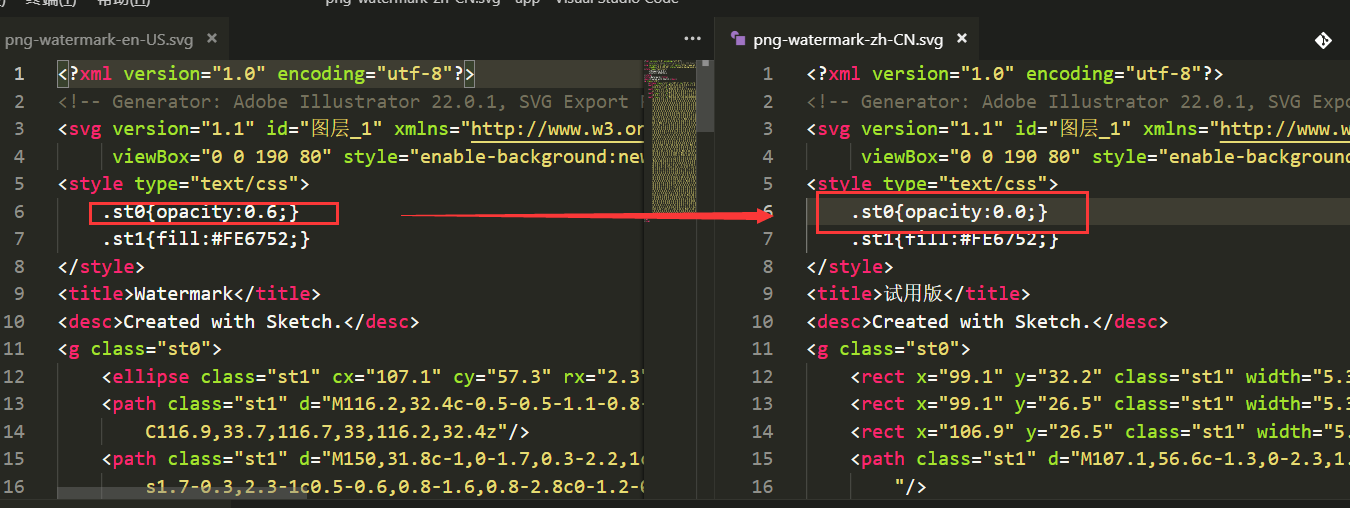 终端(T) 帮助(H) png-watermark-zh-CN.svg - app - Visual Studio Code
png-watermark-en-US.svg ×
1 <?xml version="1.0" encoding="utf-8"?>
2 <!-- Generator: Adobe Illustrator 22.0.1, SVG Export
3 <svg version="1.1" id="图层_1" xmlns="http://www.w3.or
4 viewBox="0 0 190 80" style="enable-background:new
5 <style type="text/css">
6 .st0{opacity:0.6;}
7 .st1{fill:#FE6752;}
8 </style>
9 <title>Watermark</title>
10 <desc>Created with Sketch.</desc>
11 <g class="st0">
12 <ellipse class="st1" cx="107.1" cy="57.3" rx="2.3"
13 <path class="st1" d="M116.2,32.4c-0.5-0.5-1.1-0.8-
14 C116.9,33.7,116.7,33,116.2,32.4z"/>
15 <path class="st1" d="M150,31.8c-1,0-1.7,0.3-2.2,1c
16 s1.7-0.3,2.3-1c0.5-0.6,0.8-1.6,0.8-2.8c0-1.2-0
png-watermark-zh-CN.svg ×
1 <?xml version="1.0" encoding="utf-8"?>
2 <!-- Generator: Adobe Illustrator 22.0.1, SVG Expo
3 <svg version="1.1" id="图层_1" xmlns="http://www.w
4 viewBox="0 0 190 80" style="enable-background
5 <style type="text/css">
6 .st0{opacity:0.0;}
7 .st1{fill:#FE6752;}
8 </style>
9 <title>试用版</title>
10 <desc>Created with Sketch.</desc>
11 <g class="st0">
12 <rect x="99.1" y="32.2" class="st1" width="5.3
13 <rect x="99.1" y="26.5" class="st1" width="5.3
14 <rect x="106.9" y="26.5" class="st1" width="5.
15 <path class="st1" d="M107.1,56.6c-1.3,0-2.3,1.
16 "/>